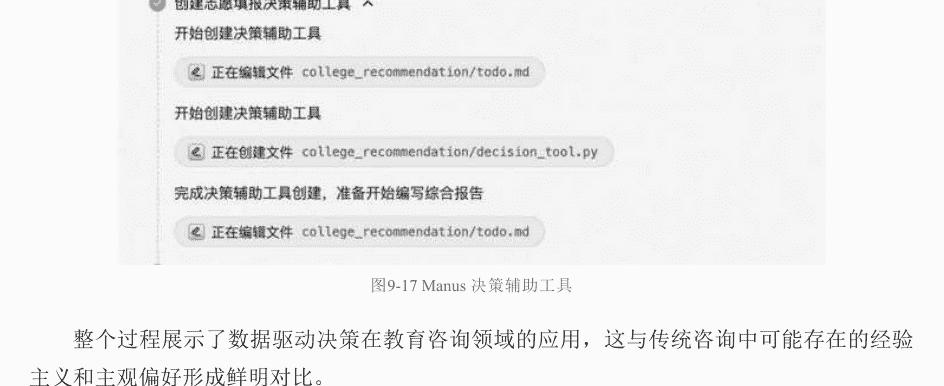 创建志愿填报决策辅助工具
开始创建决策辅助工具
正在编辑文件 college_recommendation/todo.md
开始创建决策辅助工具
正在创建文件 college_recommendation/decision_tool.py
完成决策辅助工具创建，准备开始编写综合报告
正在编辑文件 college_recommendation/todo.md
图9-17 Manus 决策辅助工具
整个过程展示了数据驱动决策在教育咨询领域的应用，这与传统咨询中可能存在的经验
主义和主观偏好形成鲜明对比。